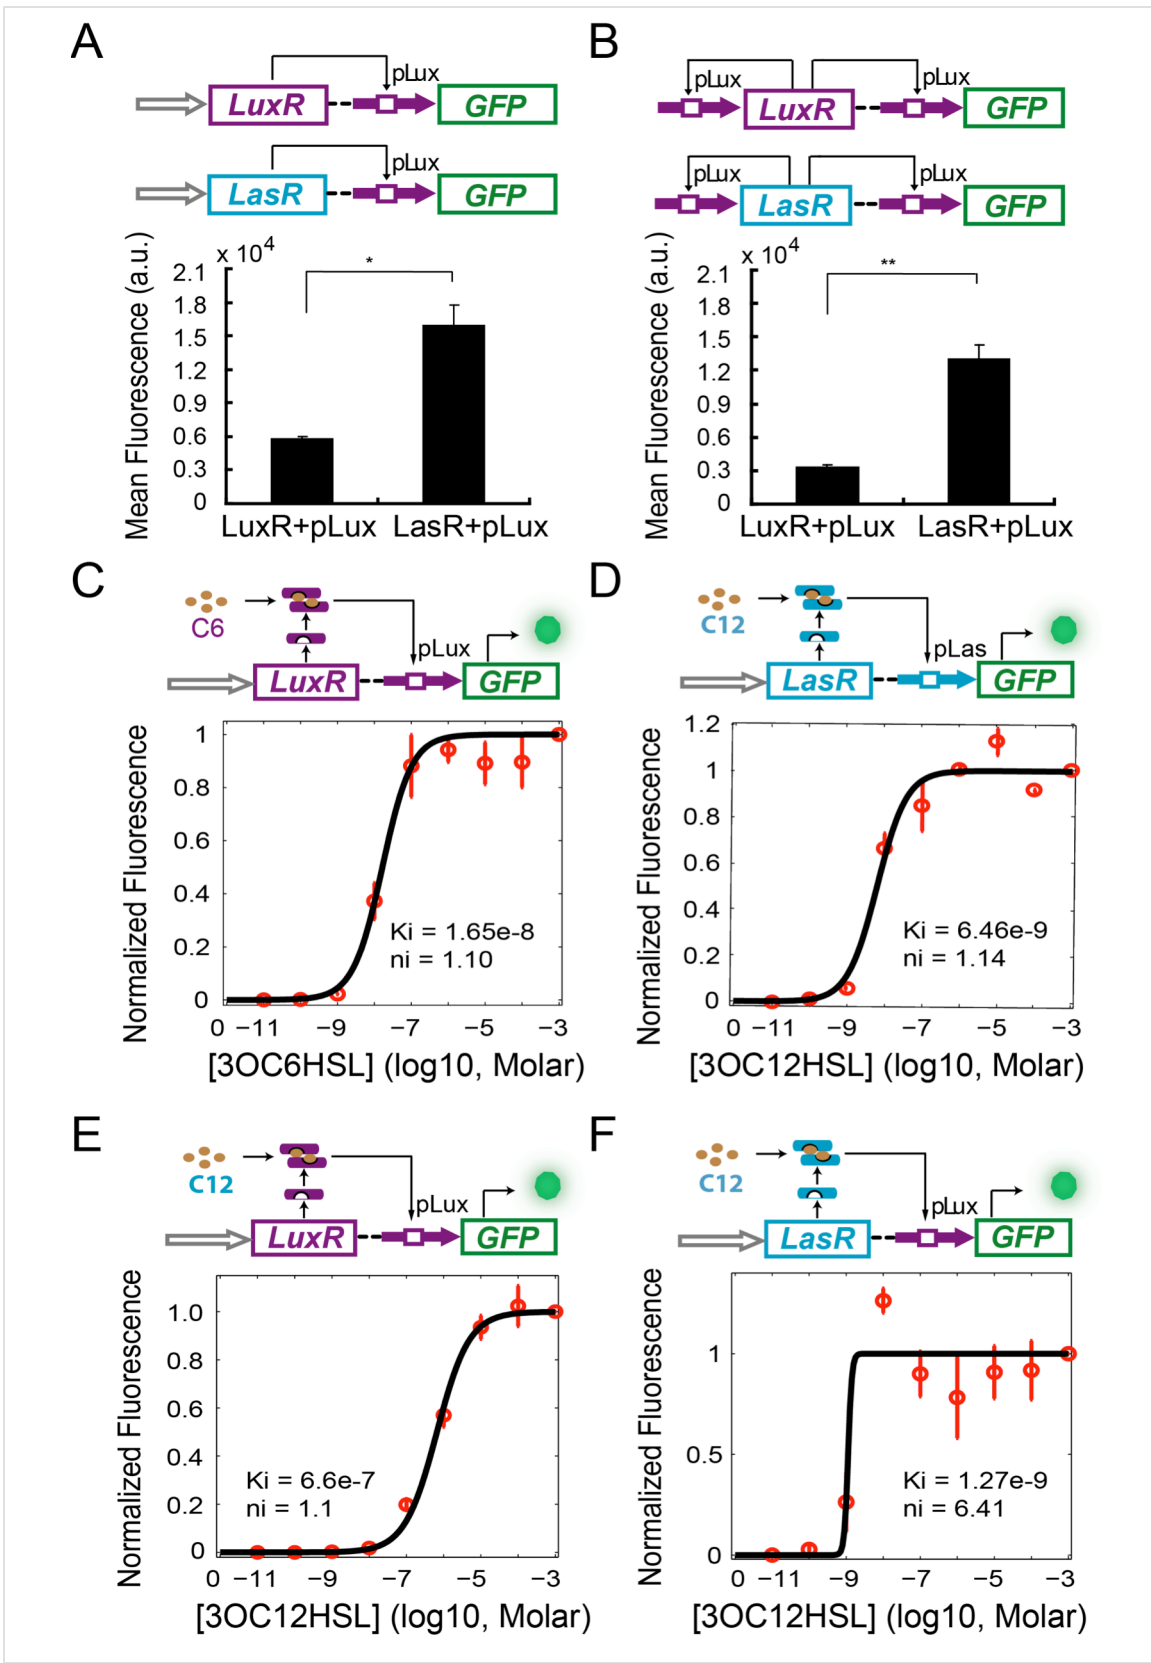 A
pLux
LuxR
GFP
pLux
LasR
GFP
x 10^4
Mean Fluorescence (a.u.)
2.1
1.8
1.5
1.2
0.9
0.6
0.3
0
*
LuxR+pLux LasR+pLux
B
pLux pLux
LuxR GFP
pLux pLux
LasR GFP
x 10^4
Mean Fluorescence (a.u.)
2.1
1.8
1.5
1.2
0.9
0.6
0.3
0
**
LuxR+pLux LasR+pLux
C
C6
pLux
LuxR GFP
Normalized Fluorescence
1
0.8
0.6
0.4
0.2
0
Ki = 1.65e-8
ni = 1.10
0 −11 −9 −7 −5 −3
[3OC6HSL] (log10, Molar)
D
C12
pLas
LasR GFP
Normalized Fluorescence
1.2
1
0.8
0.6
0.4
0.2
0
Ki = 6.46e-9
ni = 1.14
0 −11 −9 −7 −5 −3
[3OC12HSL] (log10, Molar)
E
C12
pLux
LuxR GFP
Normalized Fluorescence
1.0
0.8
0.6
0.4
0.2
0
Ki = 6.6e-7
ni = 1.1
0 −11 −9 −7 −5 −3
[3OC12HSL] (log10, Molar)
F
C12
pLux
LasR GFP
Normalized Fluorescence
1
0.5
0
Ki = 1.27e-9
ni = 6.41
0 −11 −9 −7 −5 −3
[3OC12HSL] (log10, Molar)